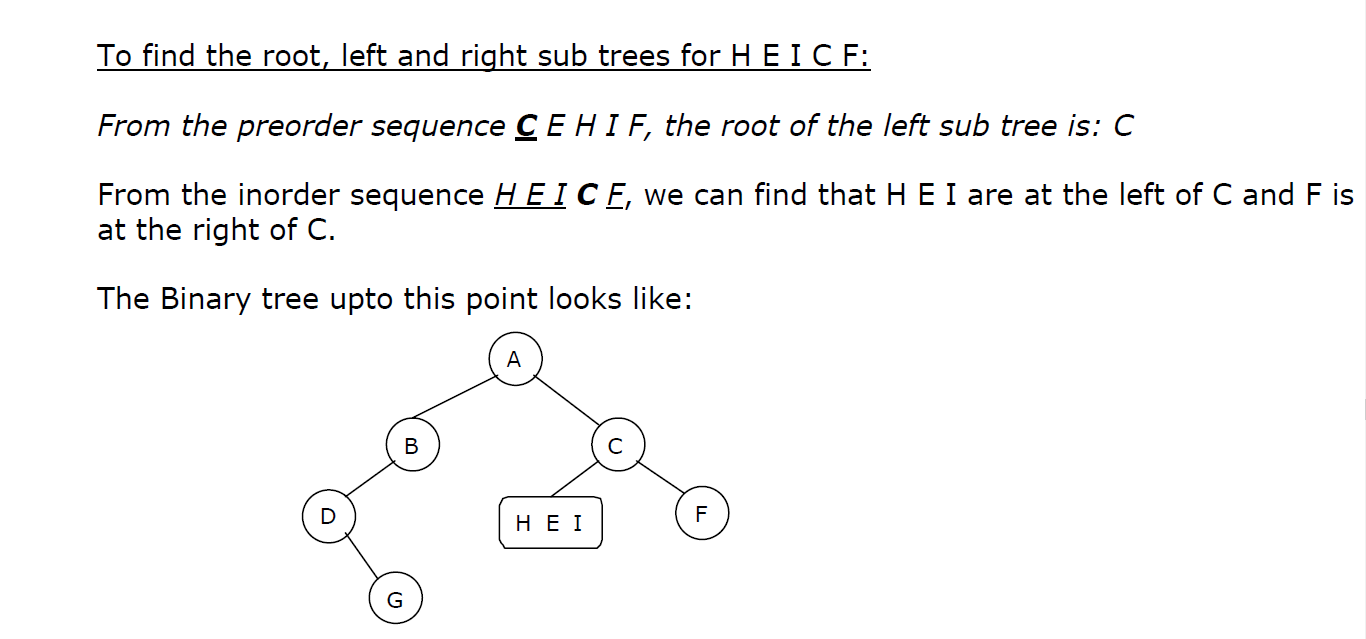 To find the root, left and right sub trees for H E I C F:
From the preorder sequence C E H I F, the root of the left sub tree is: C
From the inorder sequence H E I C F, we can find that H E I are at the left of C and F is
at the right of C.
The Binary tree upto this point looks like:
A
B
C
D
H E I
F
G